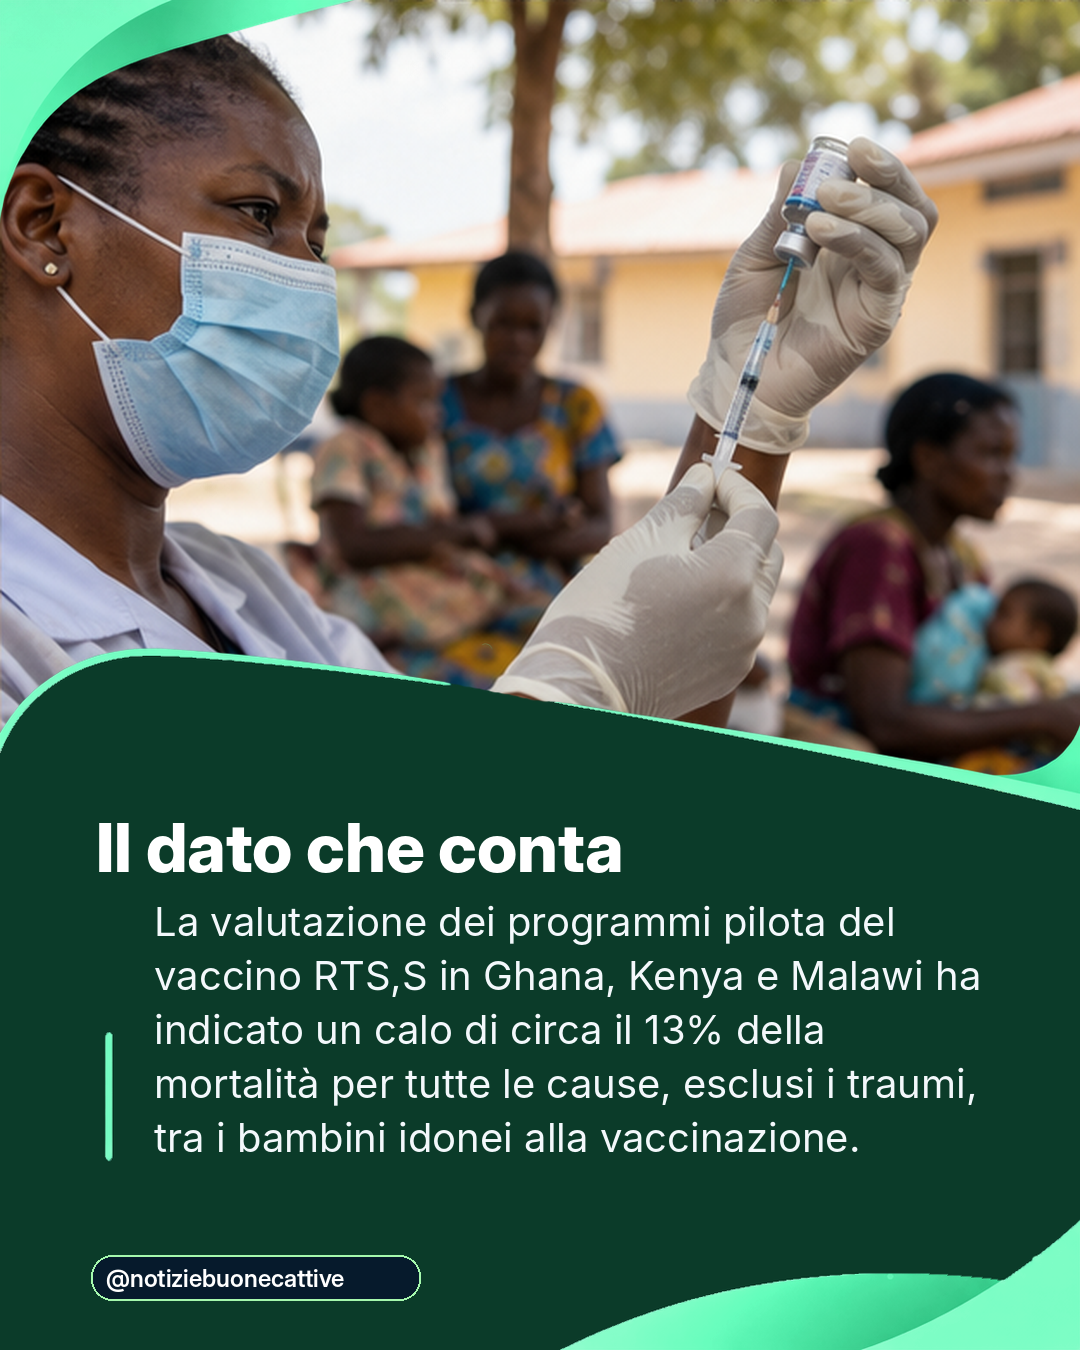 Il dato che conta
La valutazione dei programmi pilota del
vaccino RTS,S in Ghana, Kenya e Malawi ha
indicato un calo di circa il 13% della
mortalità per tutte le cause, esclusi i traumi,
tra i bambini idonei alla vaccinazione.
@notiziebuonecattive